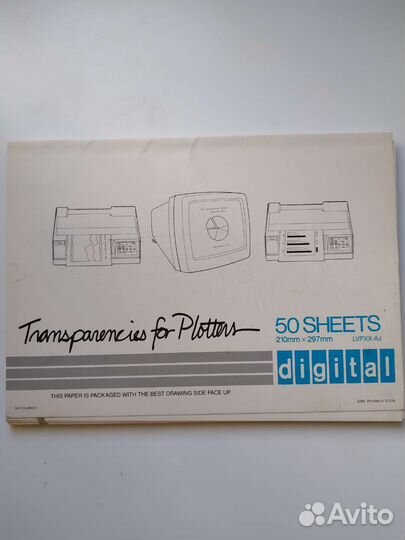 Transparencies for Plotters
50 SHEETS
210mm × 297mm LVPXX-AJ
digital
THIS PAPER IS PACKAGED WITH THE BEST DRAWING SIDE FACE UP.
Printed in U.S.A.
Avito